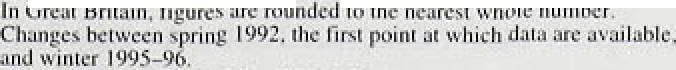 In Great Britain, figures are rounded to the nearest whole number.
Changes between spring 1992, the first point at which data are available,
and winter 1995–96.